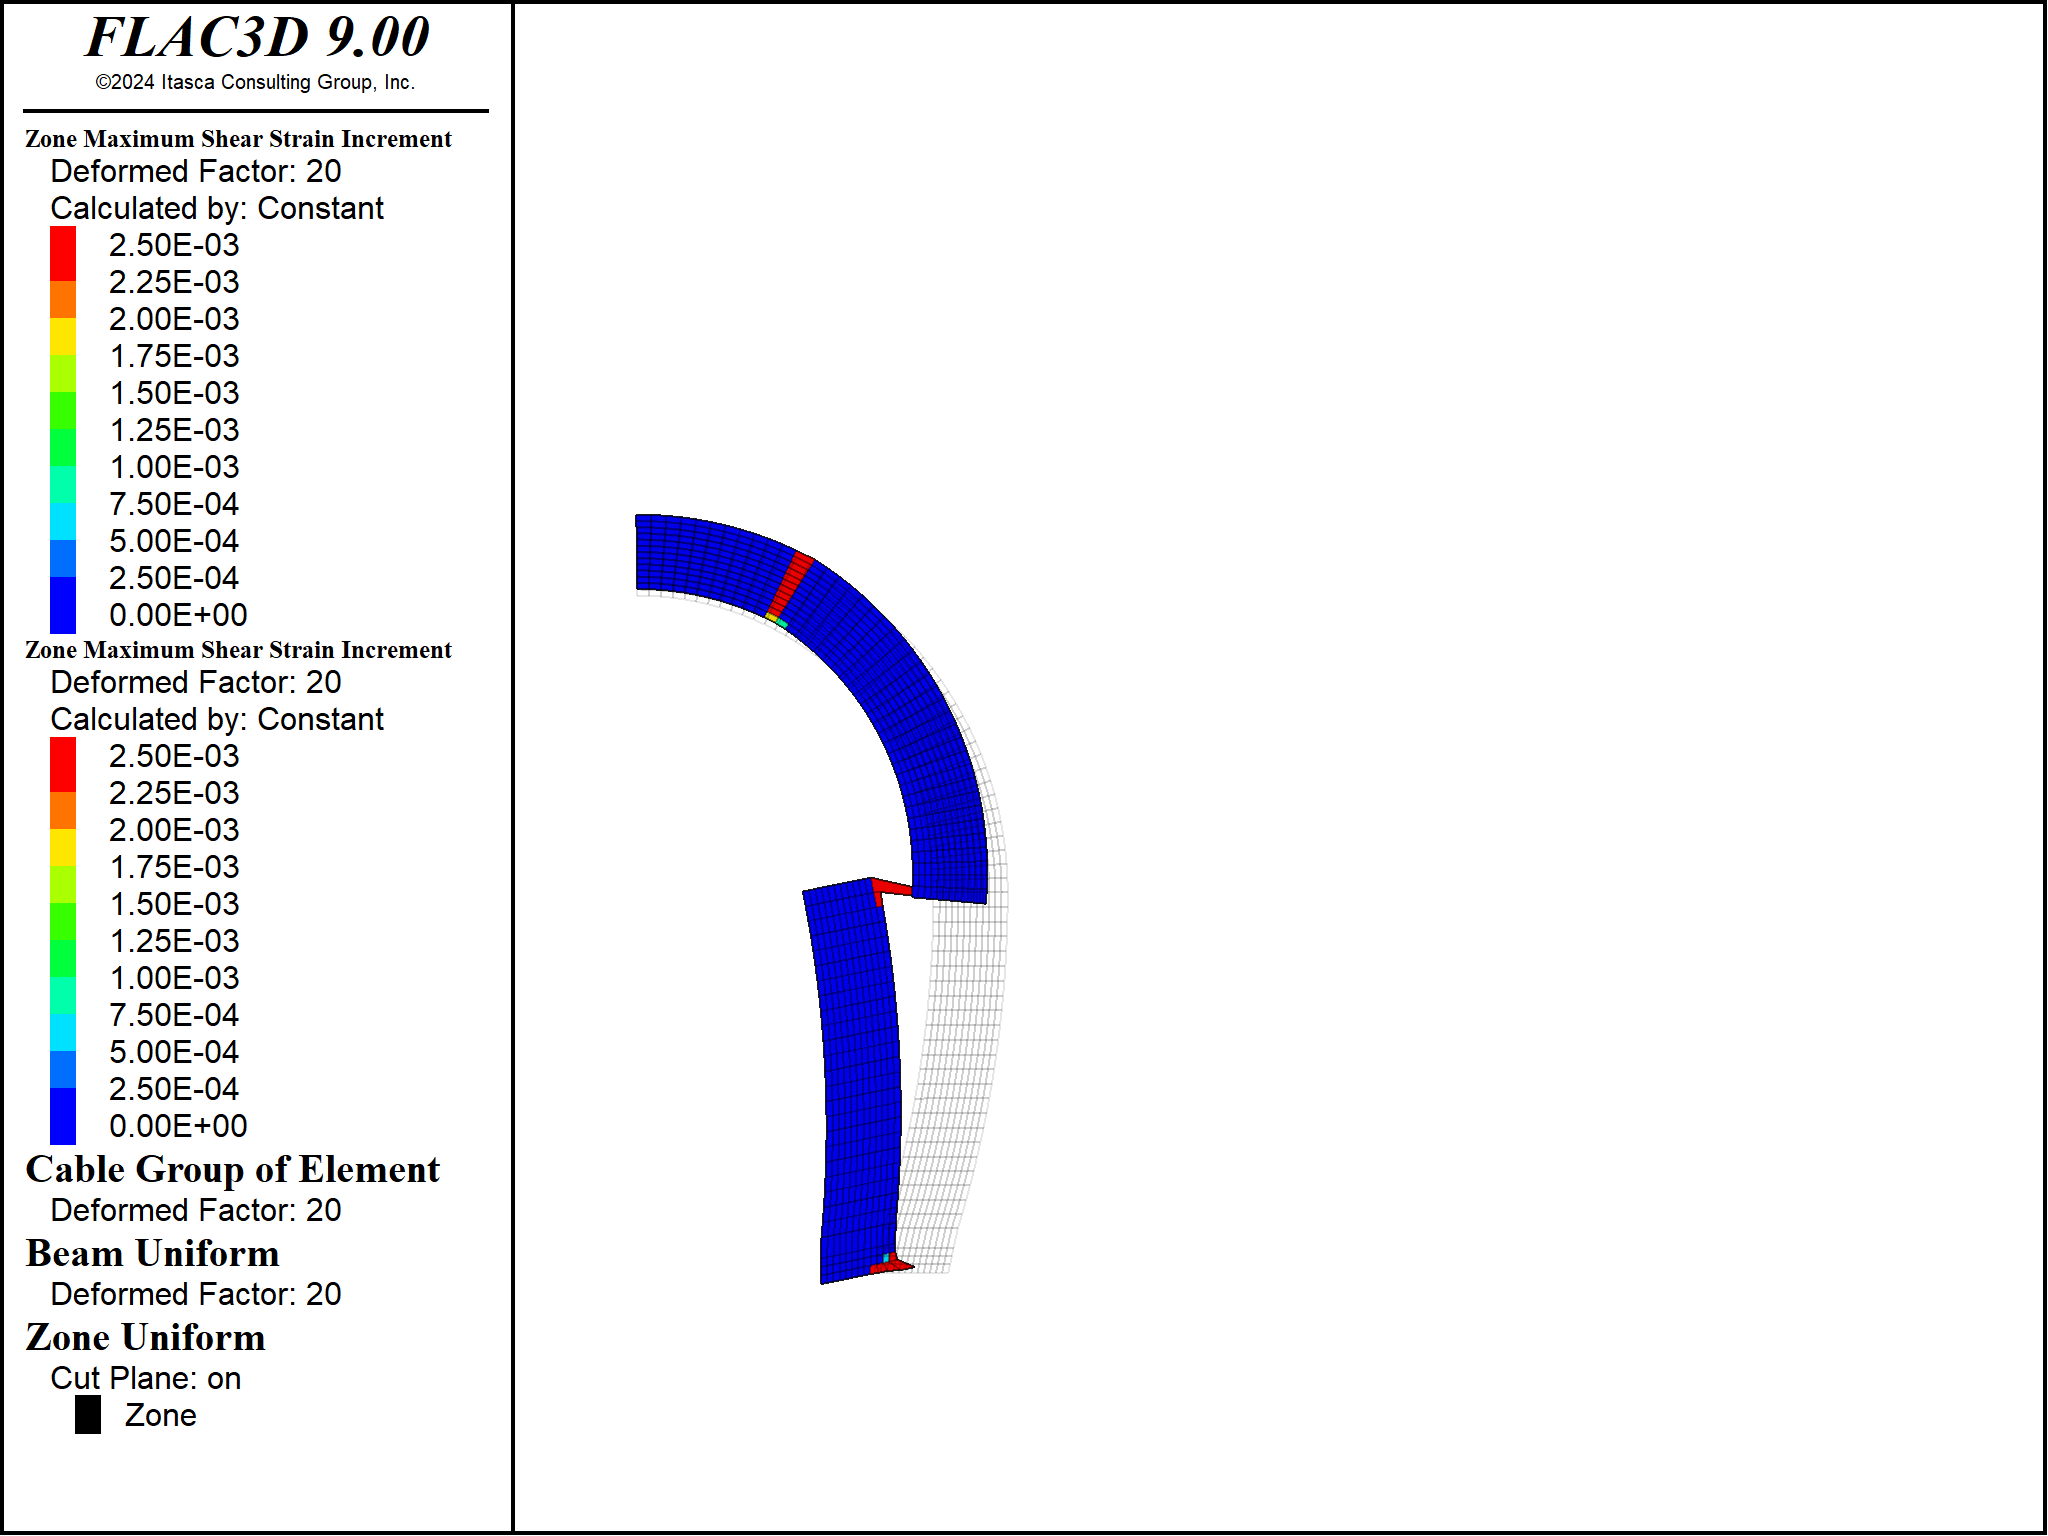 FLAC3D 9.00
©2024 Itasca Consulting Group, Inc.
Zone Maximum Shear Strain Increment
Deformed Factor: 20
Calculated by: Constant
2.50E-03
2.25E-03
2.00E-03
1.75E-03
1.50E-03
1.25E-03
1.00E-03
7.50E-04
5.00E-04
2.50E-04
0.00E+00
Zone Maximum Shear Strain Increment
Deformed Factor: 20
Calculated by: Constant
2.50E-03
2.25E-03
2.00E-03
1.75E-03
1.50E-03
1.25E-03
1.00E-03
7.50E-04
5.00E-04
2.50E-04
0.00E+00
Cable Group of Element
Deformed Factor: 20
Beam Uniform
Deformed Factor: 20
Zone Uniform
Cut Plane: on
Zone